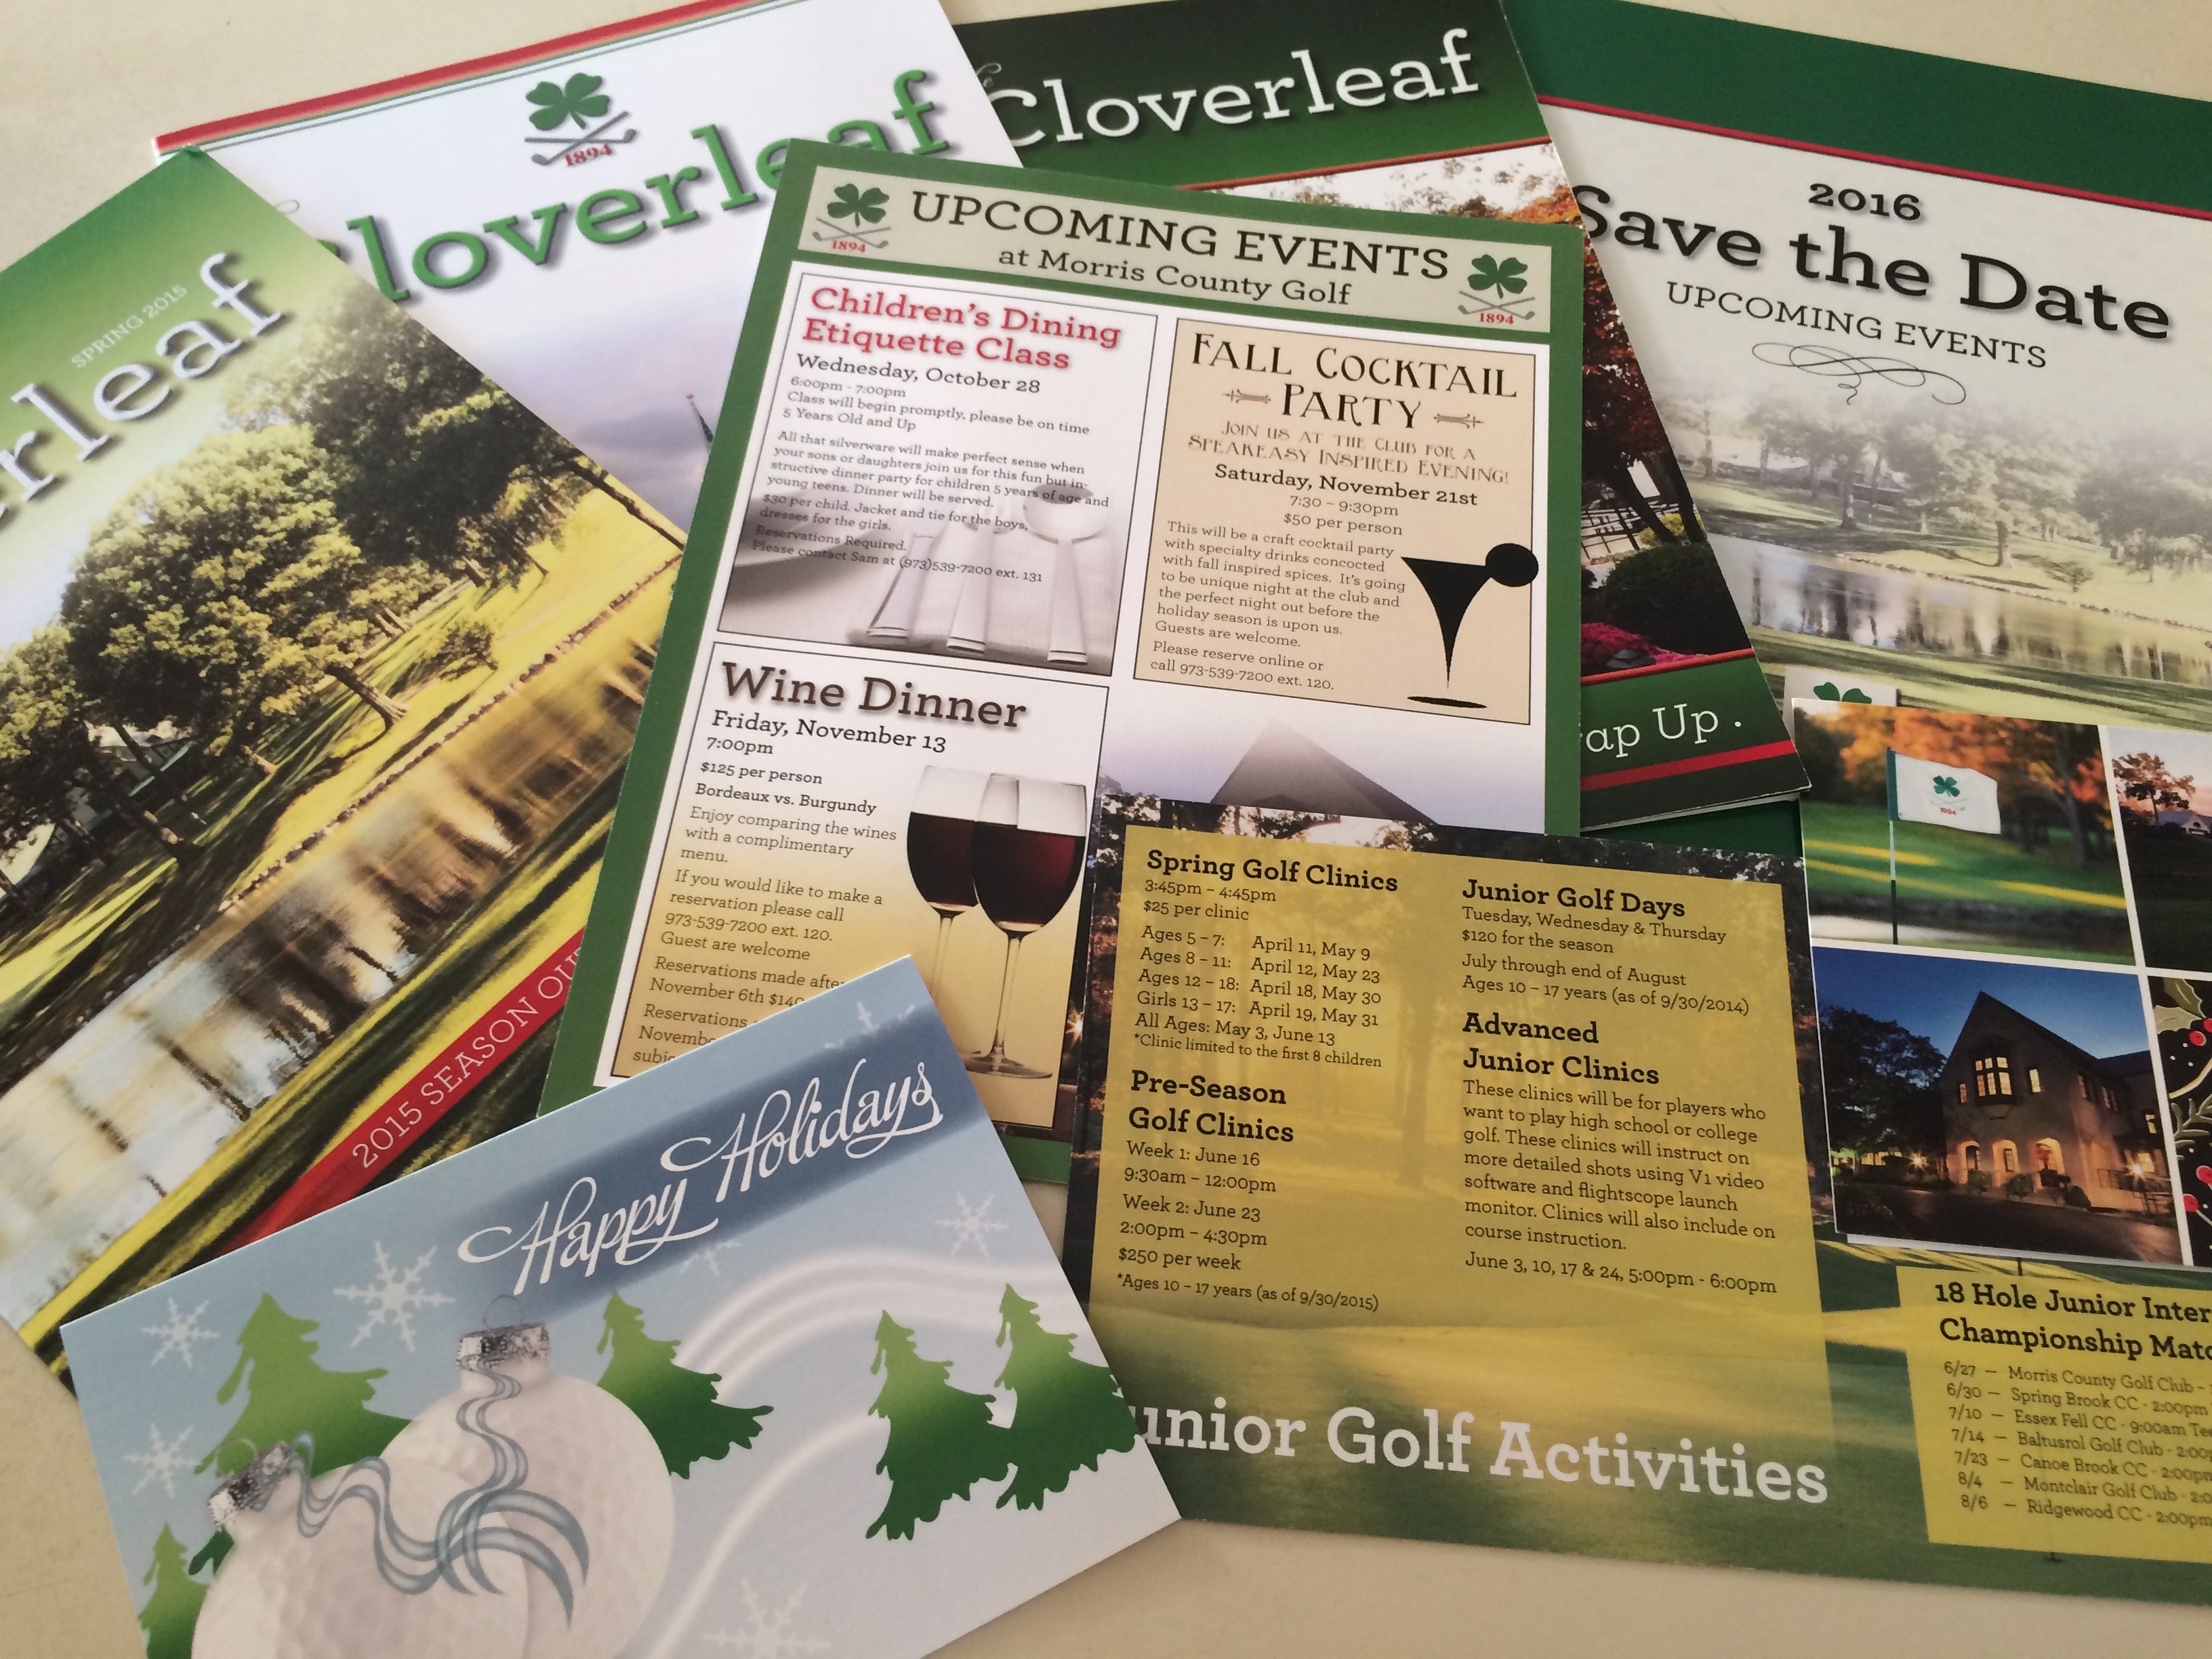 SPRING 2015
erleaf
2015 SEASON OU
1894
loverleaf
Cloverleaf
ap Up .
2016
Save the Date
UPCOMING EVENTS
1894
UPCOMING EVENTS
at Morris County Golf
1894
Children's Dining
Etiquette Class
Wednesday, October 28
6:00pm - 7:00pm
Class will begin promptly, please be on time
5 Years Old and Up
All that silverware will make perfect sense when
your sons or daughters join us for this fun but in-
structive dinner party for children 5 years of age and
young teens. Dinner will be served.
$30 per child. Jacket and tie for the boys,
dresses for the girls.
Reservations Required.
Please contact Sam at (973)539-7200 ext. 131
FALL COCKTAIL
PARTY
JOIN US AT THE CLUB FOR A
SPEAKEASY INSPIRED EVENING!
Saturday, November 21st
7:30 - 9:30pm
$50 per person
This will be a craft cocktail party
with specialty drinks concocted
with fall inspired spices. It's going
to be unique night at the club and
the perfect night out before the
holiday season is upon us.
Guests are welcome.
Please reserve online or
call 973-539-7200 ext. 120.
Wine Dinner
Friday, November 13
7:00pm
$125 per person
Bordeaux vs. Burgundy
Enjoy comparing the wines
with a complimentary
menu.
If you would like to make a
reservation please call
973-539-7200 ext. 120.
Guest are welcome
Reservations made after
November 6th $140
Reservations
Novembe
subje
Happy Holidays
Spring Golf Clinics
3:45pm – 4:45pm
$25 per clinic
Ages 5 – 7: April 11, May 9
Ages 8 – 11: April 12, May 23
Ages 12 – 18: April 18, May 30
Girls 13 – 17: April 19, May 31
All Ages: May 3, June 13
*Clinic limited to the first 8 children
Pre-Season
Golf Clinics
Week 1: June 16
9:30am – 12:00pm
Week 2: June 23
2:00pm – 4:30pm
$250 per week
*Ages 10 – 17 years (as of 9/30/2015)
Junior Golf Days
Tuesday, Wednesday & Thursday
$120 for the season
July through end of August
Ages 10 – 17 years (as of 9/30/2014)
Advanced
Junior Clinics
These clinics will be for players who
want to play high school or college
golf. These clinics will instruct on
more detailed shots using V1 video
software and flightscope launch
monitor. Clinics will also include on
course instruction.
June 3, 10, 17 & 24, 5:00pm - 6:00pm
unior Golf Activities
1894
18 Hole Junior Inter
Championship Matc
6/27 — Morris County Golf Club -
6/30 — Spring Brook CC - 2:00pm
7/10 — Essex Fell CC - 9:00am Te
7/14 — Baltusrol Golf Club - 2:00
7/23 — Canoe Brook CC - 2:00pm
8/4 — Montclair Golf Club - 2:0
8/6 — Ridgewood CC - 2:00pm